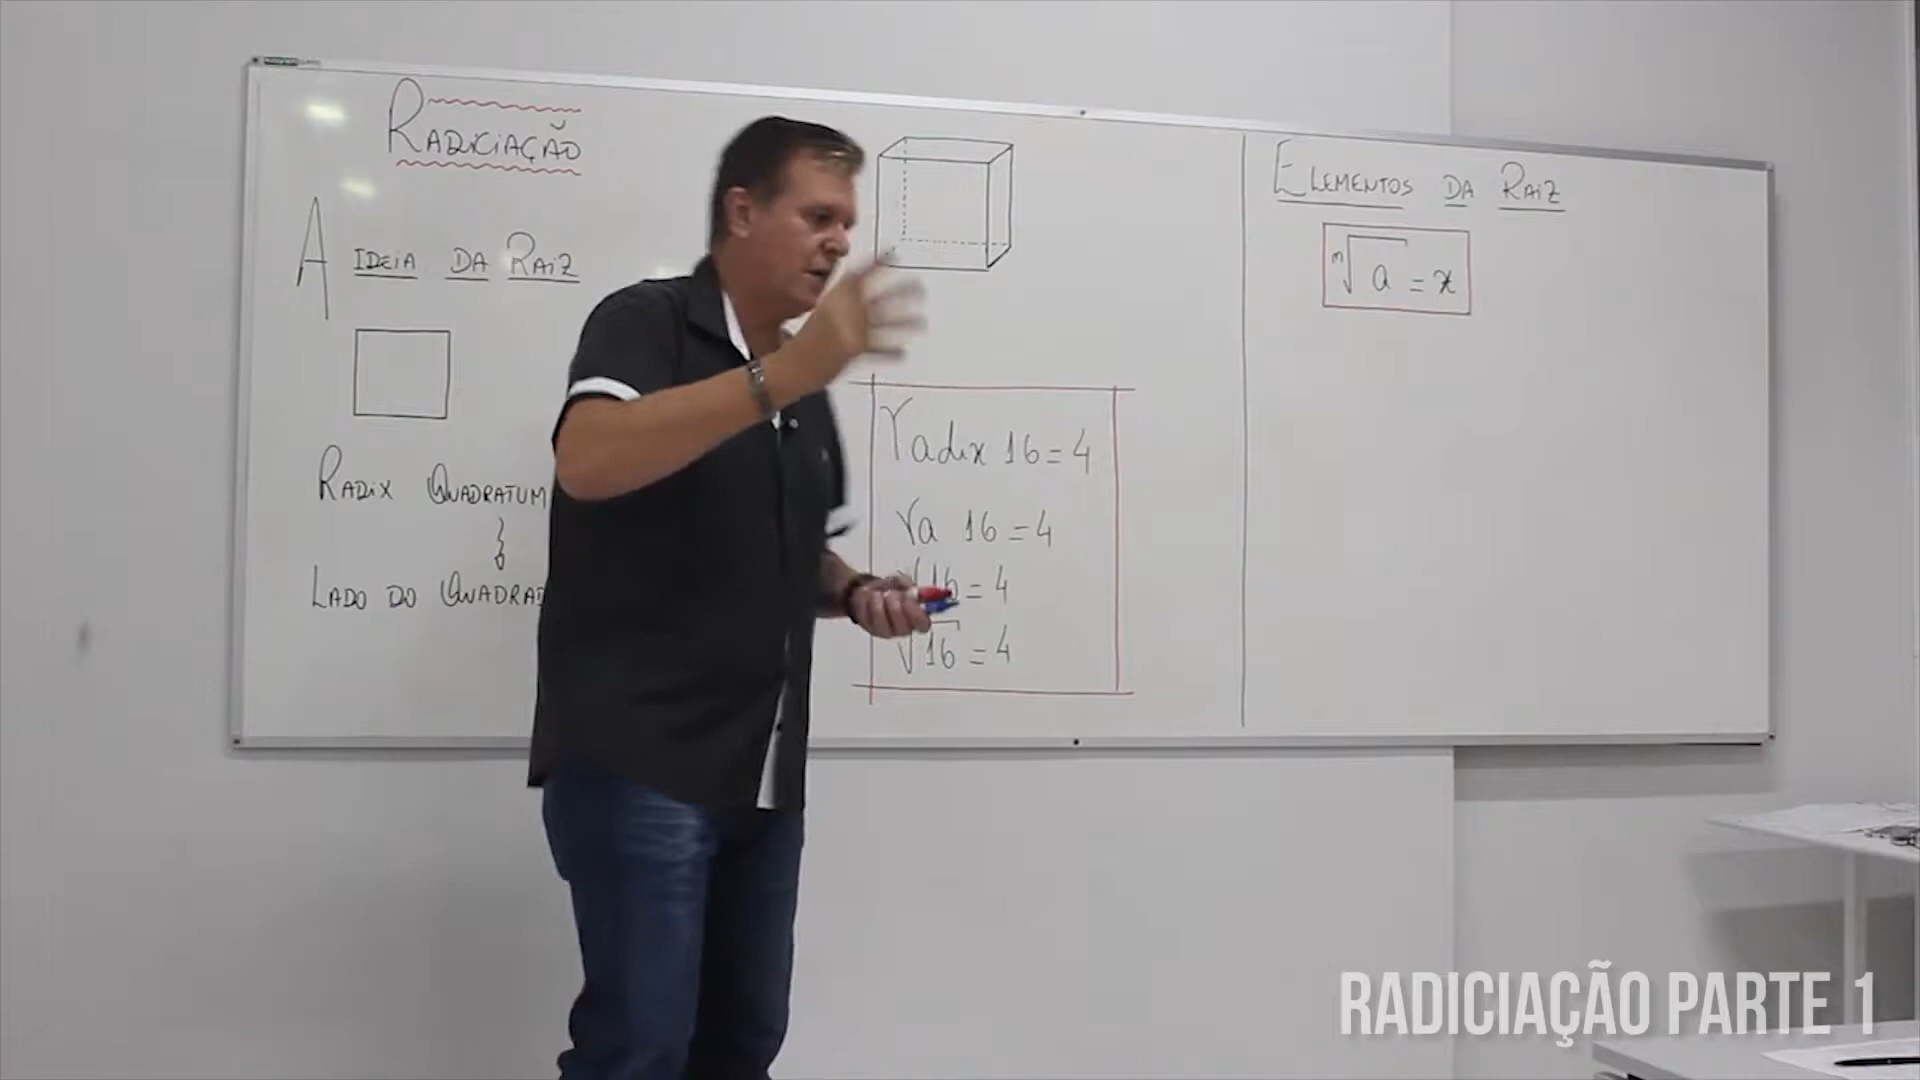 RADICIAÇÃO
A IDEIA DA RAIZ
RADIX QUADRATUM
LADO DO
radix 16 = 4
ra 16 = 4
√16 = 4
√16 = 4
ELEMENTOS DA RAIZ
ⁿ√a = x
RADICIAÇÃO PARTE 1